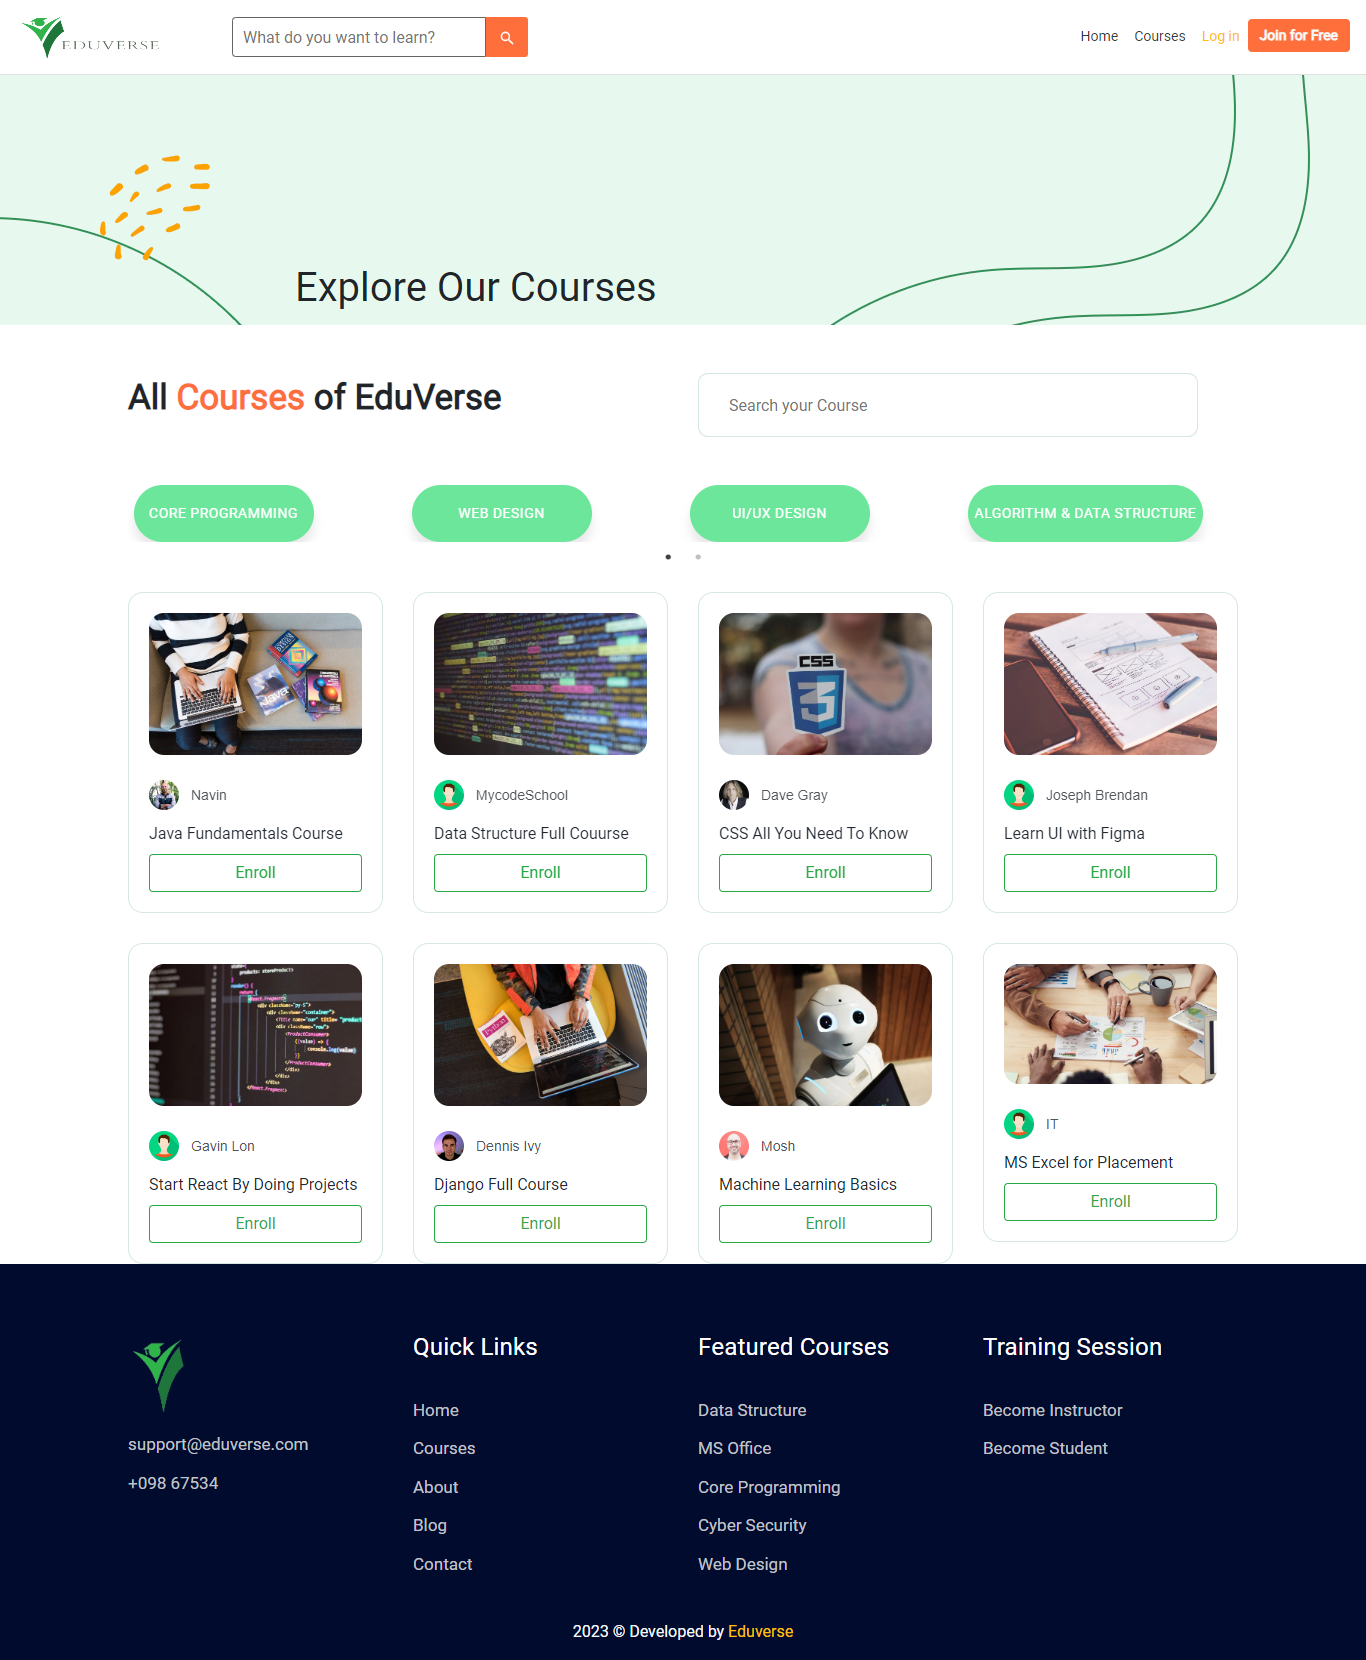 EDUVERSE
What do you want to learn?
Home Courses Log in Join for Free
Explore Our Courses
All Courses of EduVerse
Search your Course
CORE PROGRAMMING
WEB DESIGN
UI/UX DESIGN
ALGORITHM & DATA STRUCTURE
Java
CSS
3
Navin
Java Fundamentals Course
Enroll
MycodeSchool
Data Structure Full Couurse
Enroll
Dave Gray
CSS All You Need To Know
Enroll
Joseph Brendan
Learn UI with Figma
Enroll
Python
Gavin Lon
Start React By Doing Projects
Enroll
Dennis Ivy
Django Full Course
Enroll
Mosh
Machine Learning Basics
Enroll
IT
MS Excel for Placement
Enroll
support@eduverse.com
+098 67534
Quick Links
Home
Courses
About
Blog
Contact
Featured Courses
Data Structure
MS Office
Core Programming
Cyber Security
Web Design
Training Session
Become Instructor
Become Student
2023 © Developed by Eduverse